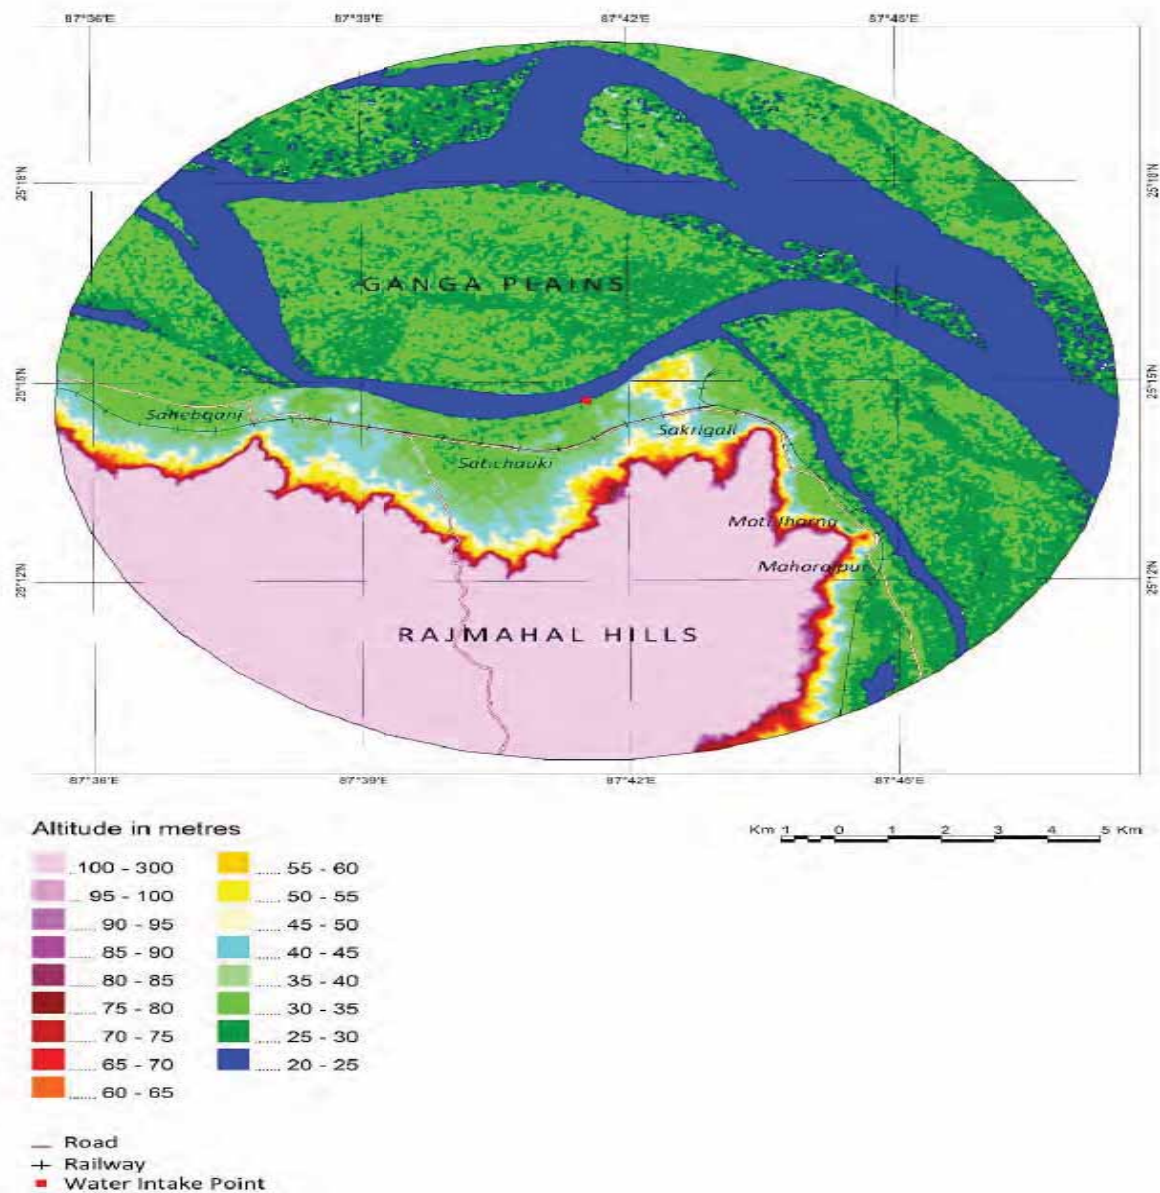 87°36'E 87°39'E 87°42'E 87°45'E
25°18'N 25°18'N
GANGA PLAINS
25°15'N 25°15'N
Sahebganj
Sakrigali
Satichauki
Moti Jharna
Maharajpur
25°12'N 25°12'N
RAJMAHAL HILLS
87°36'E 87°39'E 87°42'E 87°45'E
Altitude in metres
100 - 300
95 - 100
90 - 95
85 - 90
80 - 85
75 - 80
70 - 75
65 - 70
60 - 65
55 - 60
50 - 55
45 - 50
40 - 45
35 - 40
30 - 35
25 - 30
20 - 25
Km 1 0 1 2 3 4 5 Km
Road
Railway
Water Intake Point